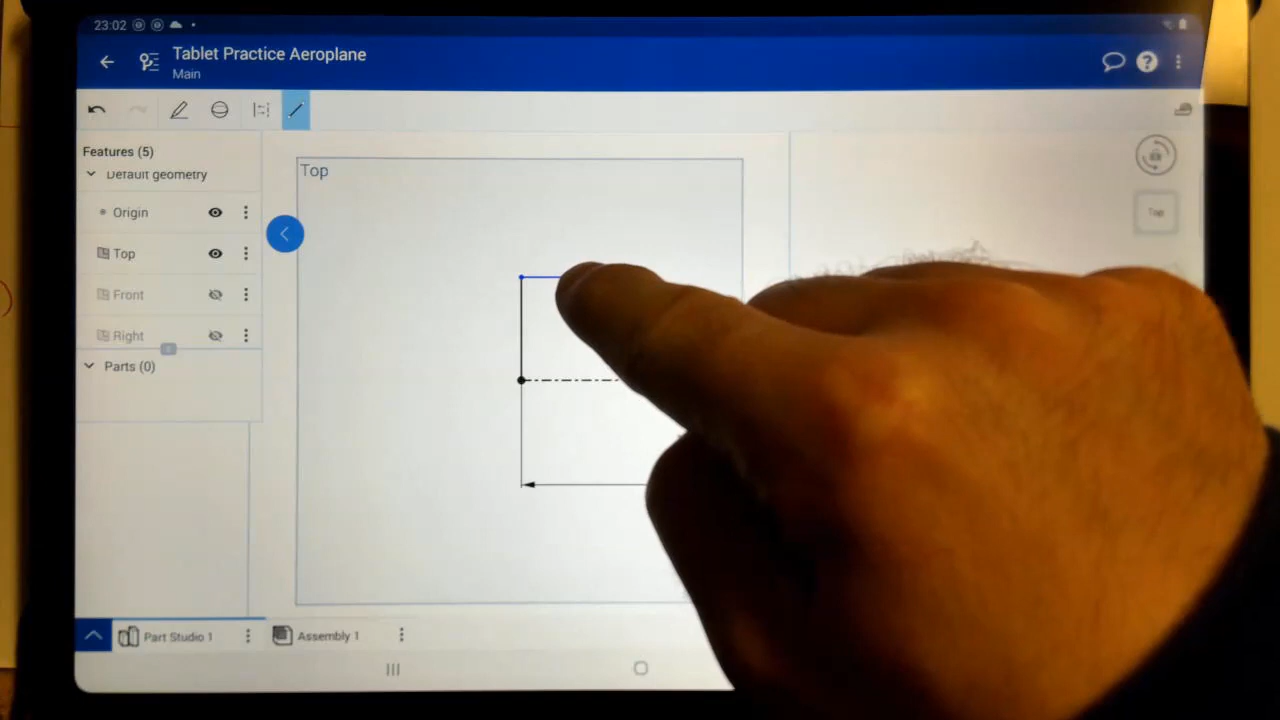 23:02
Tablet Practice Aeroplane
Main
Features (5)
Default geometry
Origin
Top
Front
Right
Parts (0)
Top
Top
Part Studio 1
Assembly 1